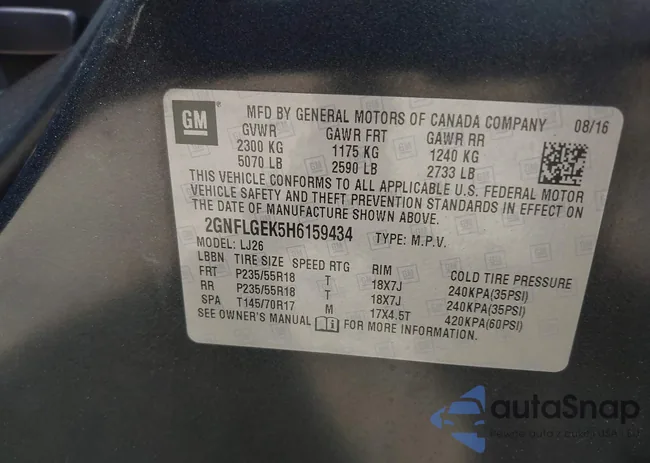 GM
MFD BY GENERAL MOTORS OF CANADA COMPANY 08/16
GVWR GAWR FRT GAWR RR
2300 KG 1175 KG 1240 KG
5070 LB 2590 LB 2733 LB
THIS VEHICLE CONFORMS TO ALL APPLICABLE U.S. FEDERAL MOTOR
VEHICLE SAFETY AND THEFT PREVENTION STANDARDS IN EFFECT ON
THE DATE OF MANUFACTURE SHOWN ABOVE.
2GNFLGEK5H6159434 TYPE: M.P.V.
MODEL: LJ26
LBBN TIRE SIZE SPEED RTG RIM COLD TIRE PRESSURE
FRT P235/55R18 T 18X7J 240KPA(35PSI)
RR P235/55R18 T 18X7J 240KPA(35PSI)
SPA T145/70R17 M 17X4.5T 420KPA(60PSI)
SEE OWNER'S MANUAL FOR MORE INFORMATION.
autaSnap